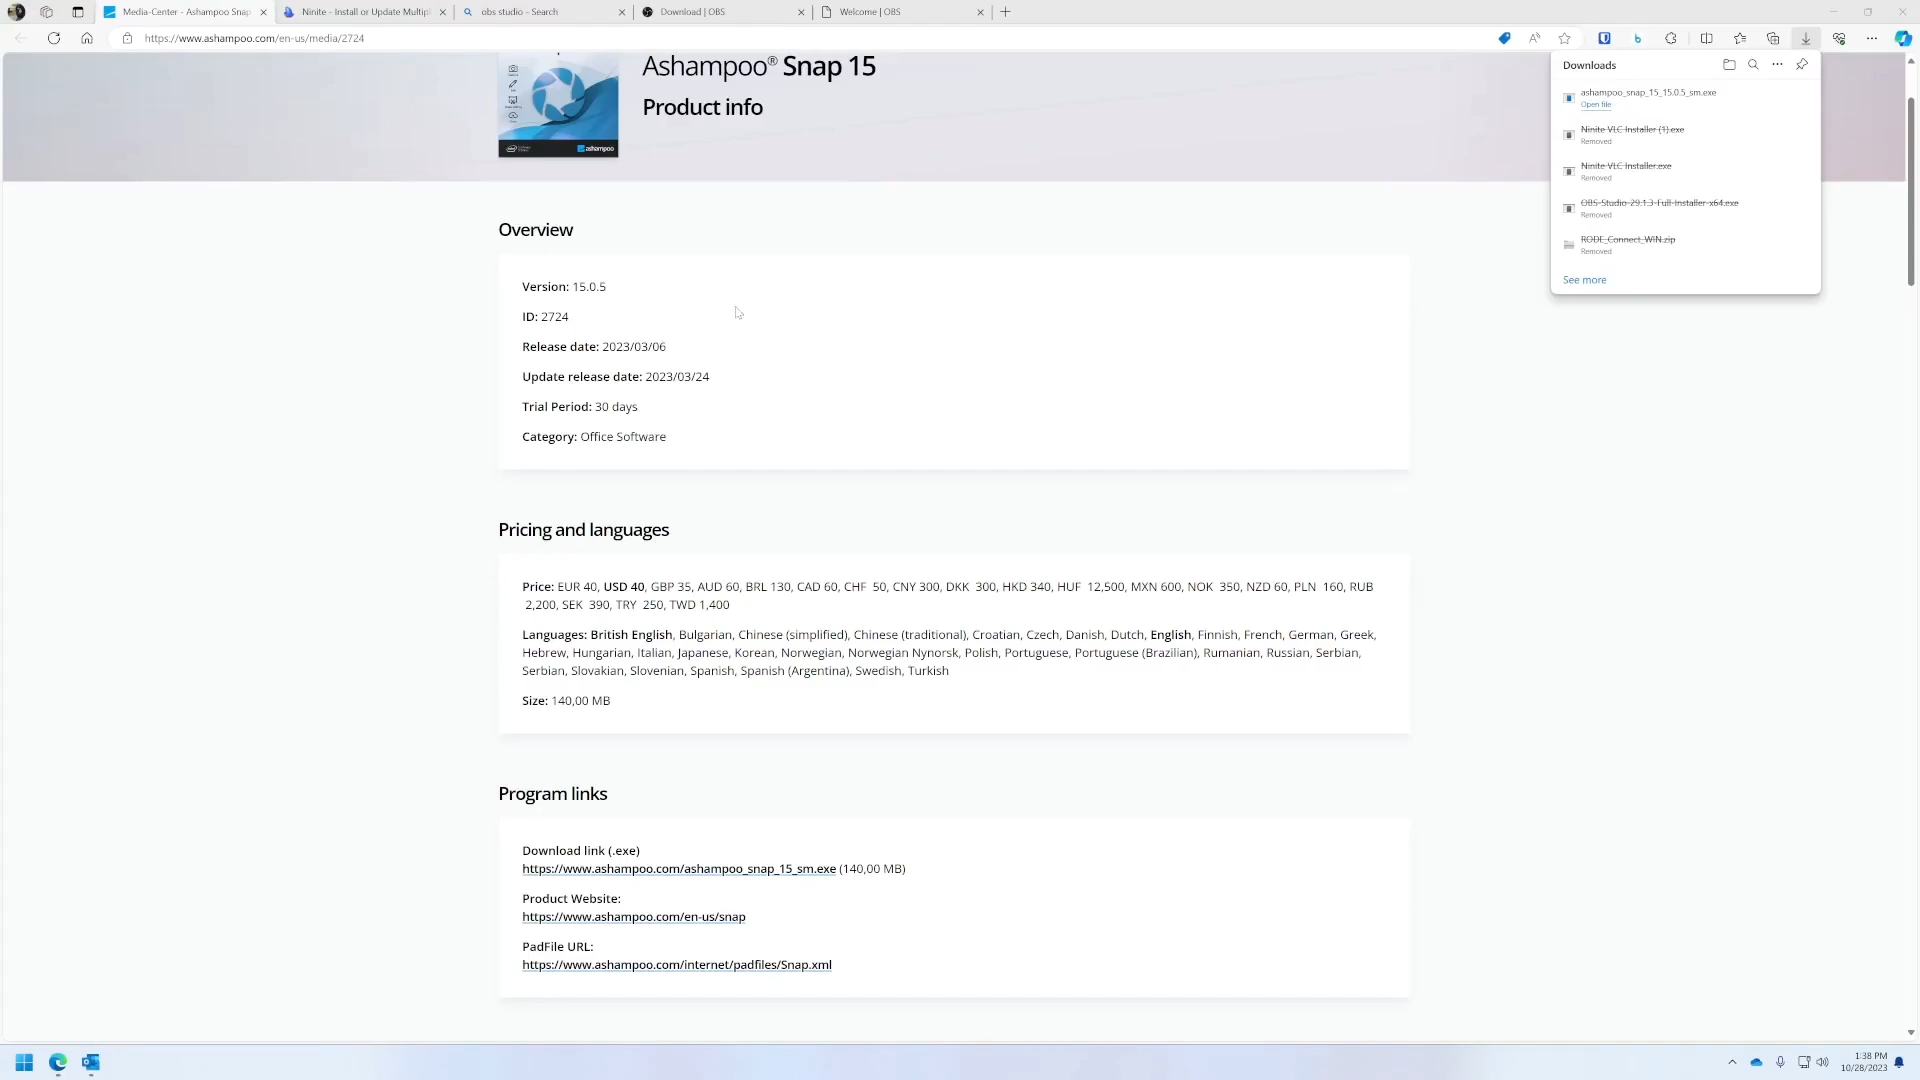 Media-Center - Ashampoo Snap
Ninite - Install or Update Multipl
obs studio - Search
Download | OBS
Welcome | OBS
https://www.ashampoo.com/en-us/media/2724
Ashampoo® Snap 15
Product info
ashampoo
Downloads
ashampoo_snap_15_15.0.5_sm.exe
Open file
Ninite VLC Installer (1).exe
Removed
Ninite VLC Installer.exe
Removed
OBS-Studio-29.1.3-Full-Installer-x64.exe
Removed
RODE_Connect_WIN.zip
Removed
See more
Overview
Version: 15.0.5
ID: 2724
Release date: 2023/03/06
Update release date: 2023/03/24
Trial Period: 30 days
Category: Office Software
Pricing and languages
Price: EUR 40, USD 40, GBP 35, AUD 60, BRL 130, CAD 60, CHF 50, CNY 300, DKK 300, HKD 340, HUF 12,500, MXN 600, NOK 350, NZD 60, PLN 160, RUB
2,200, SEK 390, TRY 250, TWD 1,400
Languages: British English, Bulgarian, Chinese (simplified), Chinese (traditional), Croatian, Czech, Danish, Dutch, English, Finnish, French, German, Greek,
Hebrew, Hungarian, Italian, Japanese, Korean, Norwegian, Norwegian Nynorsk, Polish, Portuguese, Portuguese (Brazilian), Rumanian, Russian, Serbian,
Serbian, Slovakian, Slovenian, Spanish, Spanish (Argentina), Swedish, Turkish
Size: 140,00 MB
Program links
Download link (.exe)
https://www.ashampoo.com/ashampoo_snap_15_sm.exe (140,00 MB)
Product Website:
https://www.ashampoo.com/en-us/snap
PadFile URL:
https://www.ashampoo.com/internet/padfiles/Snap.xml
1:38 PM
10/28/2023